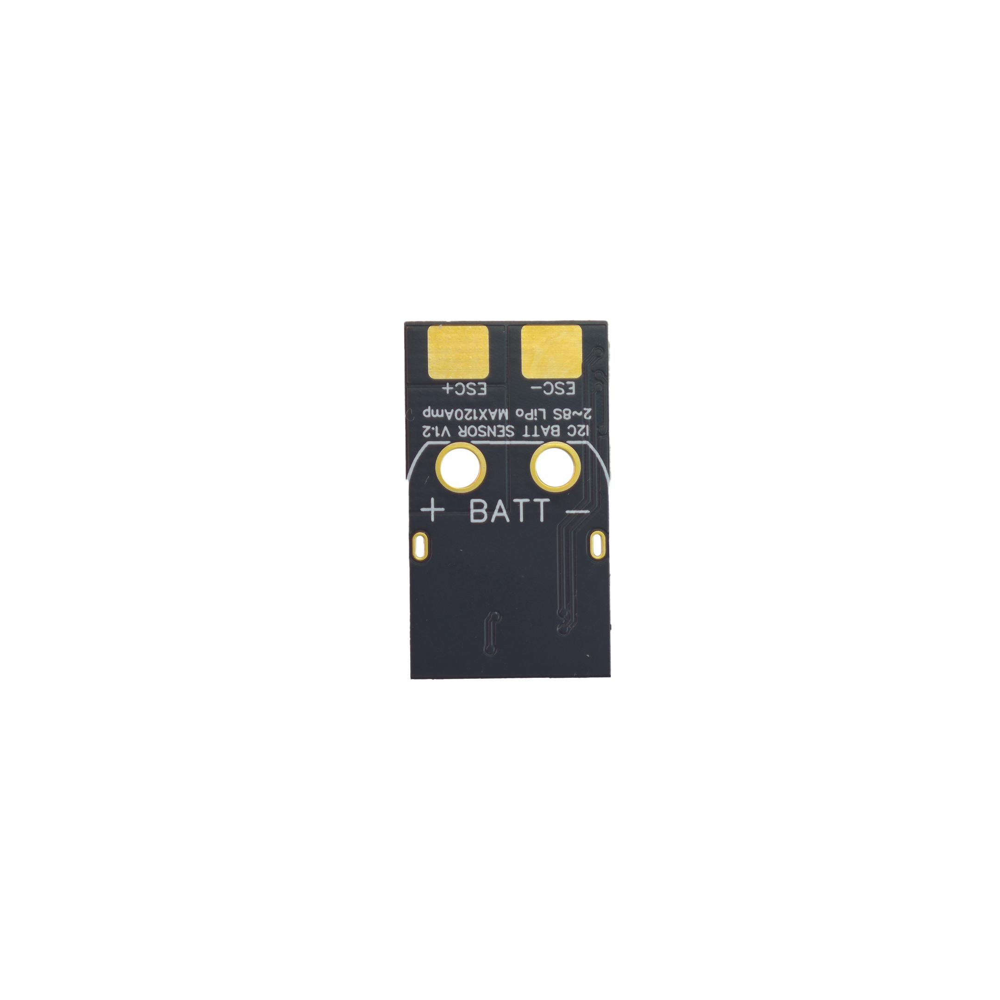 ESC- ESC+
2~8S LiPo MAX120Amp
I2C BATT SENSOR V1.2
+ BATT -